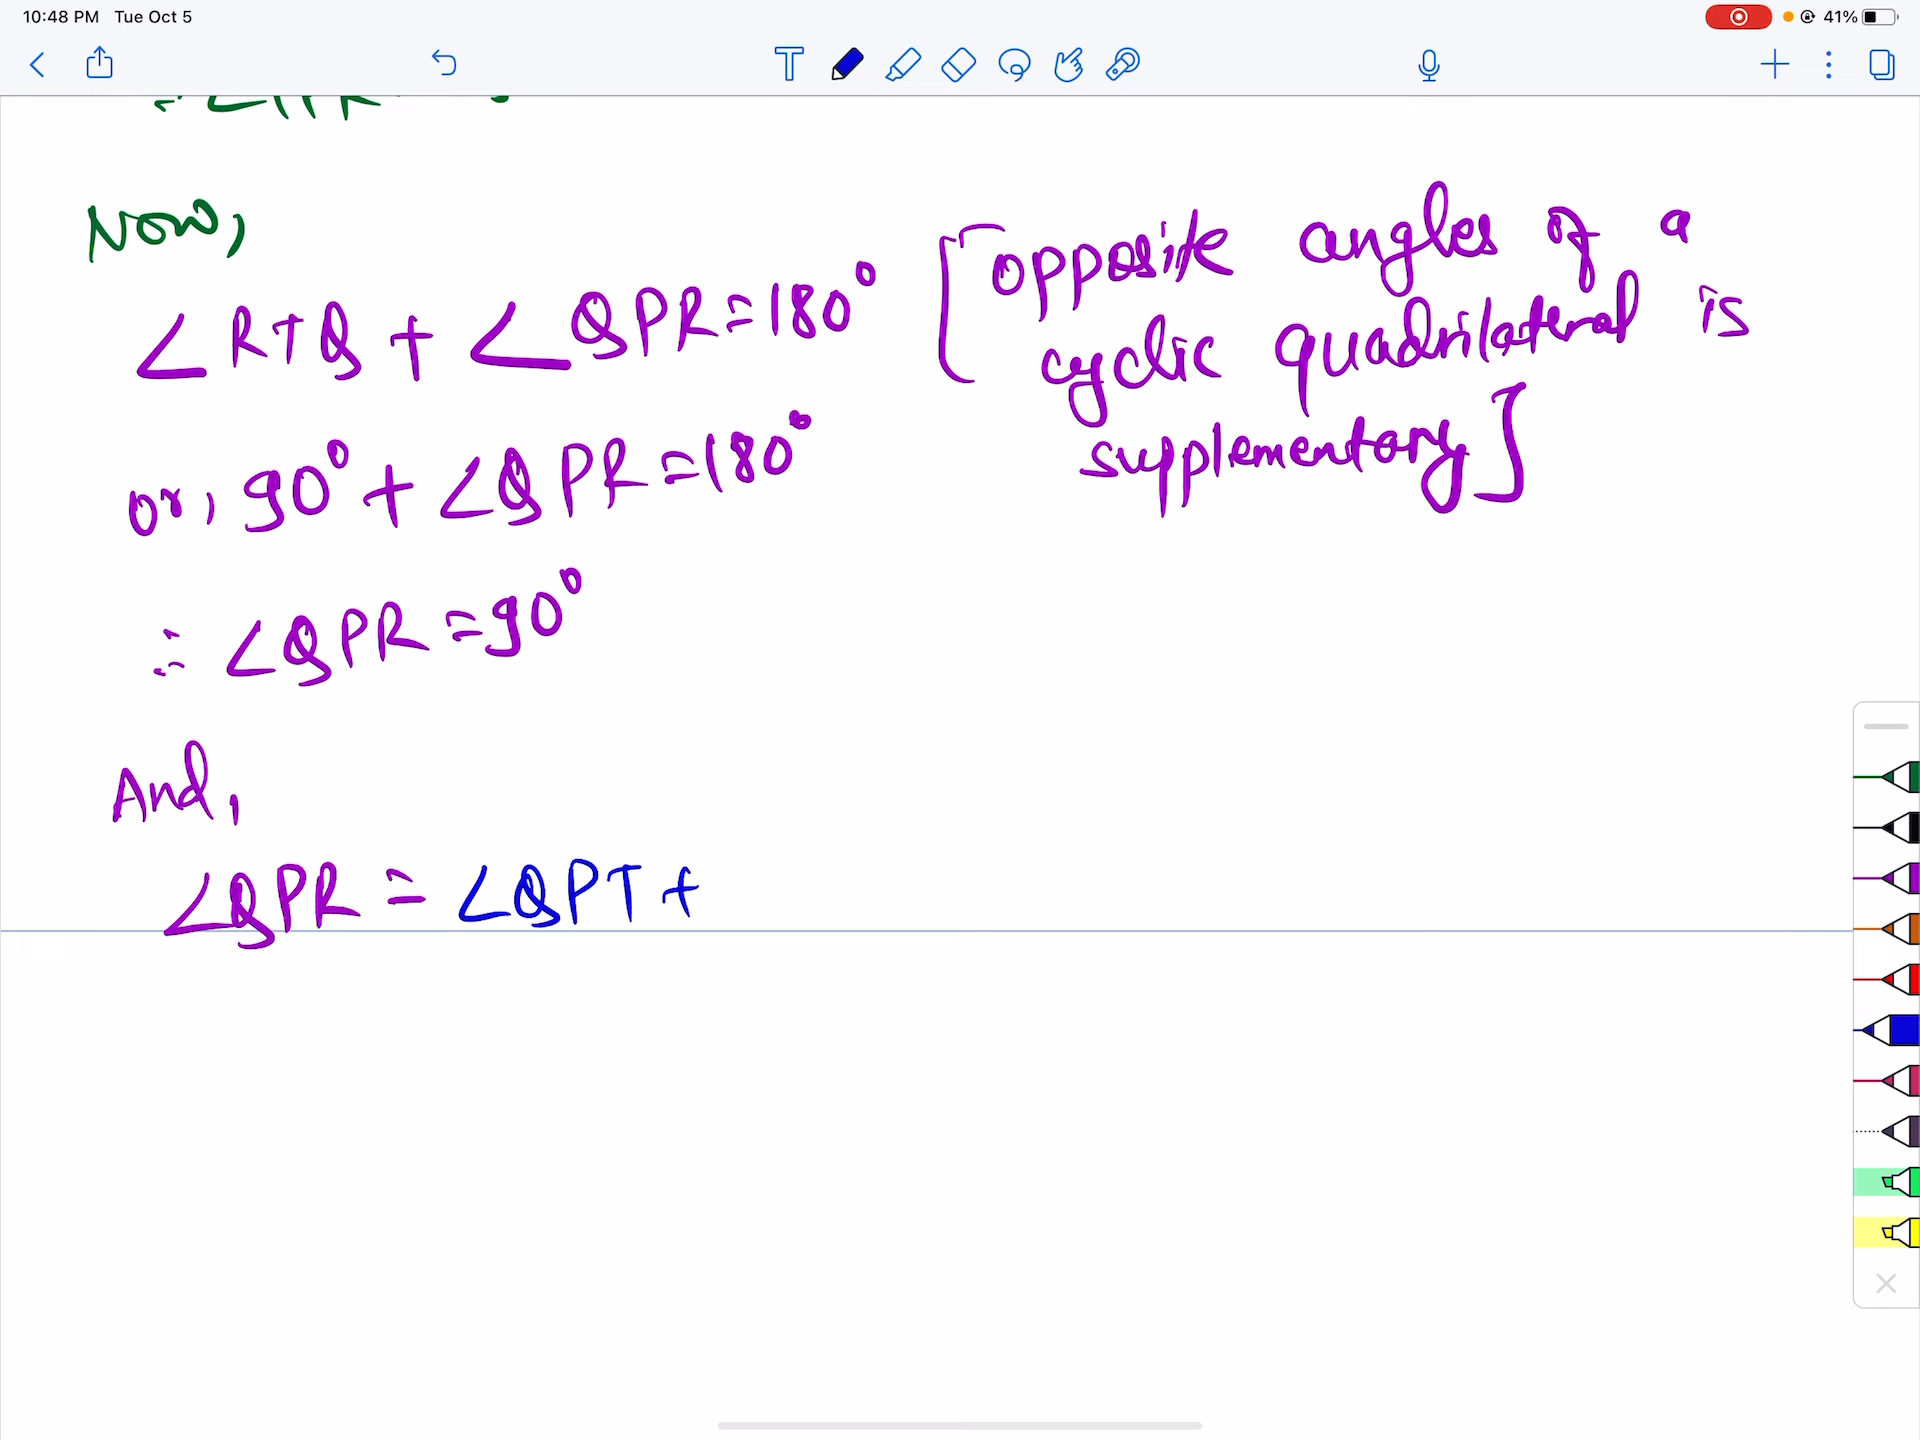 10:48 PM Tue Oct 5
41%
Now,
∠RTQ + ∠QPR = 180° [opposite angles of a
cyclic quadrilateral is
supplementary]
or, 90° + ∠QPR = 180°
∴ ∠QPR = 90°
And,
∠QPR = ∠QPT +